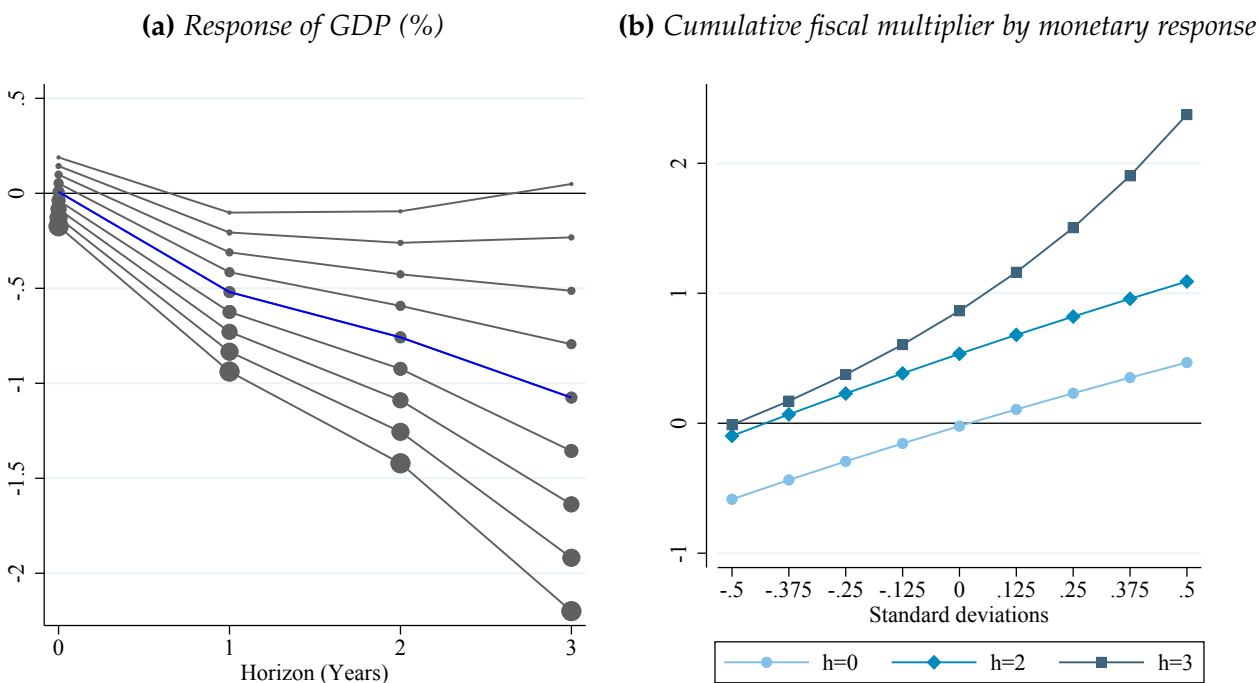 (a) Response of GDP (%)
.5
0
-.5
-1
-1.5
-2
0 1 2 3
Horizon (Years)
(b) Cumulative fiscal multiplier by monetary response
2
1
0
-1
-.5 -.375 -.25 -.125 0 .125 .25 .375 .5
Standard deviations
h=0 h=2 h=3